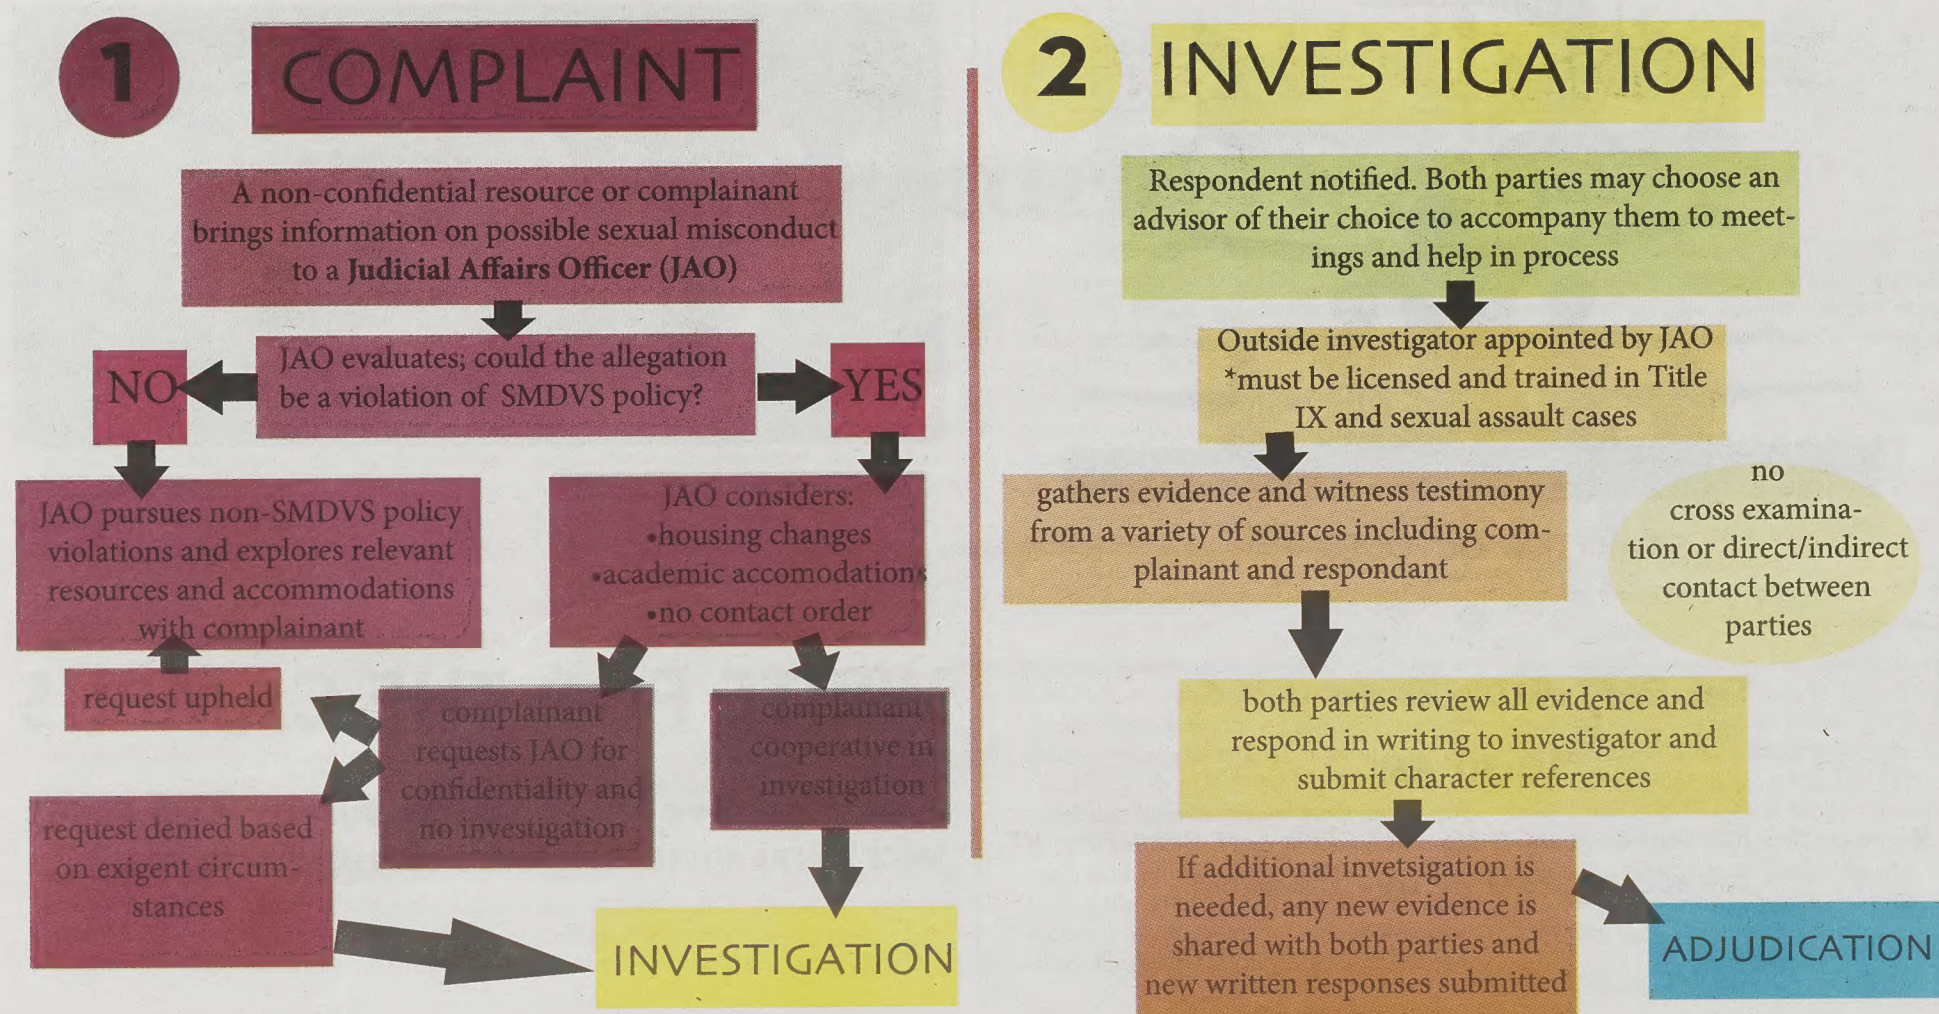 1 COMPLAINT
A non-confidential resource or complainant
brings information on possible sexual misconduct
to a Judicial Affairs Officer (JAO)
NO
JAO evaluates; could the allegation
be a violation of SMDVS policy?
YES
JAO pursues non-SMDVS policy
violations and explores relevant
resources and accommodations
with complainant
JAO considers:
•housing changes
•academic accomodations
•no contact order
request upheld
complainant
requests JAO for
confidentiality and
no investigation
complainant
cooperative in
investigation
request denied based
on exigent circum-
stances
INVESTIGATION
2 INVESTIGATION
Respondent notified. Both parties may choose an
advisor of their choice to accompany them to meet-
ings and help in process
Outside investigator appointed by JAO
*must be licensed and trained in Title
IX and sexual assault cases
gathers evidence and witness testimony
from a variety of sources including com-
plainant and respondant
no
cross examina-
tion or direct/indirect
contact between
parties
both parties review all evidence and
respond in writing to investigator and
submit character references
If additional invetsigation is
needed, any new evidence is
shared with both parties and
new written responses submitted
ADJUDICATION